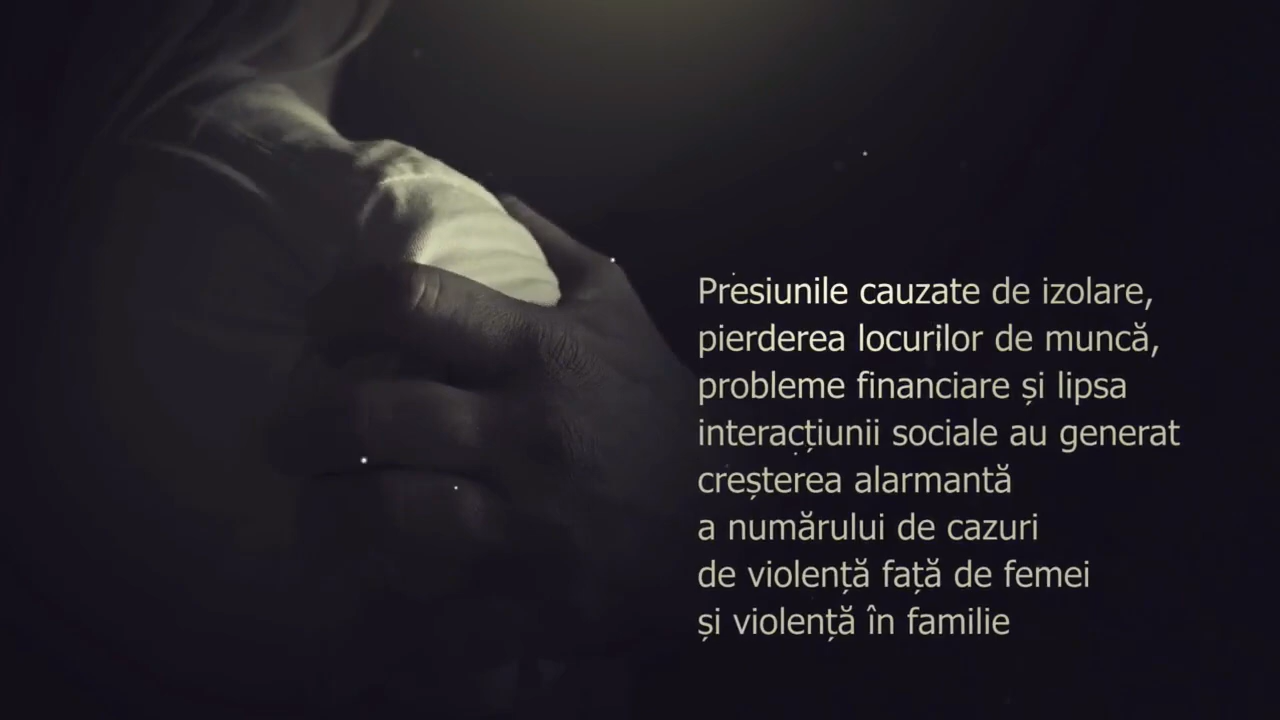 Presiunile cauzate de izolare,
pierderea locurilor de muncă,
probleme financiare și lipsa
interacțiunii sociale au generat
creșterea alarmantă
a numărului de cazuri
de violență față de femei
și violență în familie